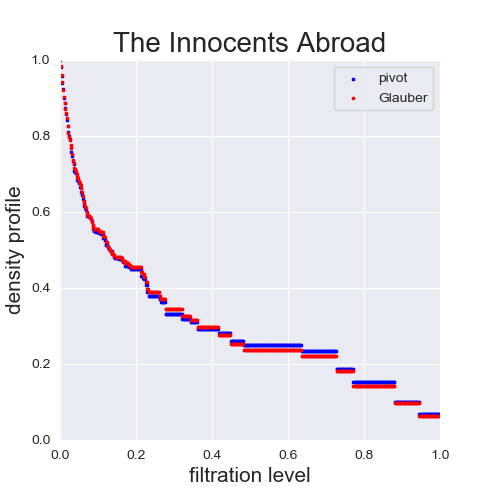 The Innocents Abroad
pivot
Glauber
density profile
1.0
0.8
0.6
0.4
0.2
0.0
0.0 0.2 0.4 0.6 0.8 1.0
filtration level